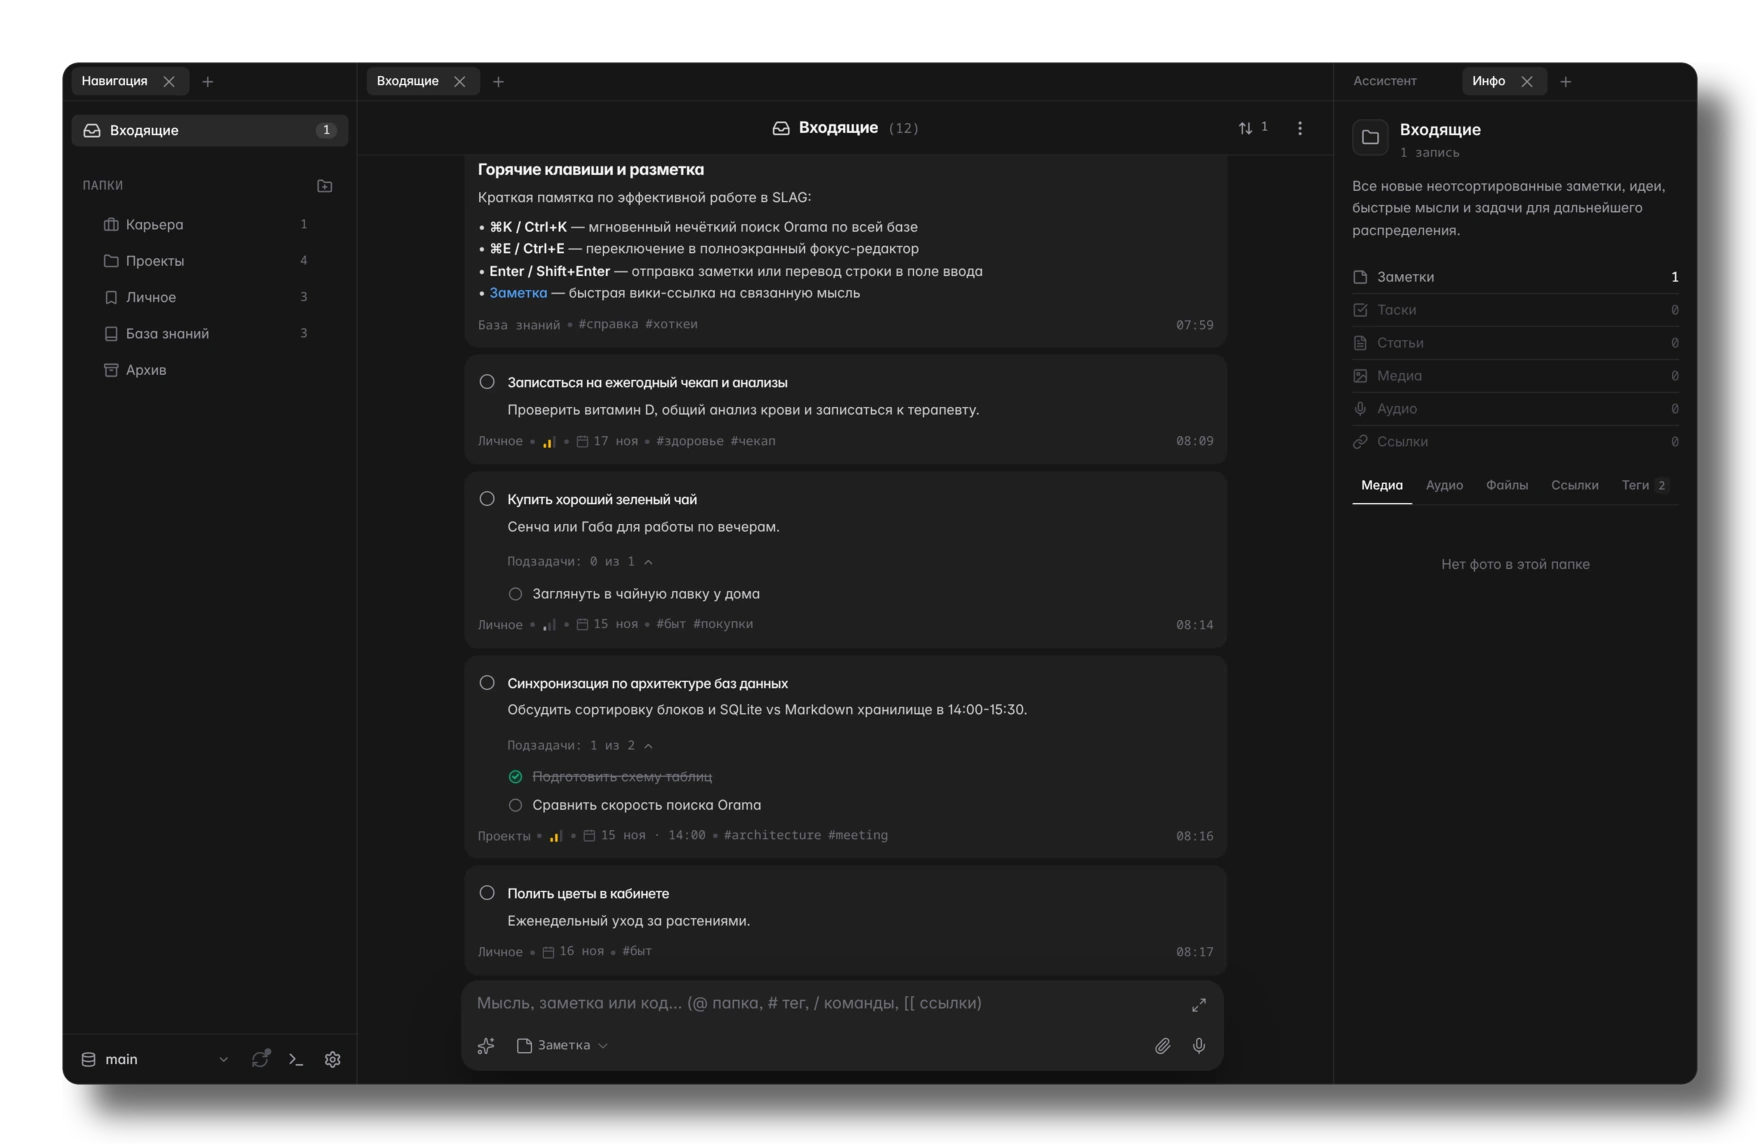 Навигация
Входящие
Ассистент
Инфо
Входящие
1
ПАПКИ
Карьера
1
Проекты
4
Личное
3
База знаний
3
Архив
main
Входящие (12)
1
Горячие клавиши и разметка
Краткая памятка по эффективной работе в SLAG:
• ⌘K / Ctrl+K — мгновенный нечёткий поиск Orama по всей базе
• ⌘E / Ctrl+E — переключение в полноэкранный фокус-редактор
• Enter / Shift+Enter — отправка заметки или перевод строки в поле ввода
• Заметка — быстрая вики-ссылка на связанную мысль
База знаний • #справка #хоткеи
07:59
Записаться на ежегодный чекап и анализы
Проверить витамин D, общий анализ крови и записаться к терапевту.
Личное • • 17 ноя • #здоровье #чекап
08:09
Купить хороший зеленый чай
Сенча или Габа для работы по вечерам.
Подзадачи: 0 из 1
Заглянуть в чайную лавку у дома
Личное • • 15 ноя • #быт #покупки
08:14
Синхронизация по архитектуре баз данных
Обсудить сортировку блоков и SQLite vs Markdown хранилище в 14:00-15:30.
Подзадачи: 1 из 2
Подготовить схему таблиц
Сравнить скорость поиска Orama
Проекты • • 15 ноя · 14:00 • #architecture #meeting
08:16
Полить цветы в кабинете
Еженедельный уход за растениями.
Личное • 16 ноя • #быт
08:17
Мысль, заметка или код... (@ папка, # тег, / команды, [[ ссылки)
Заметка
Входящие
1 запись
Все новые неотсортированные заметки, идеи,
быстрые мысли и задачи для дальнейшего
распределения.
Заметки
1
Таски
0
Статьи
0
Медиа
0
Аудио
0
Ссылки
0
Медиа
Аудио
Файлы
Ссылки
Теги 2
Нет фото в этой папке